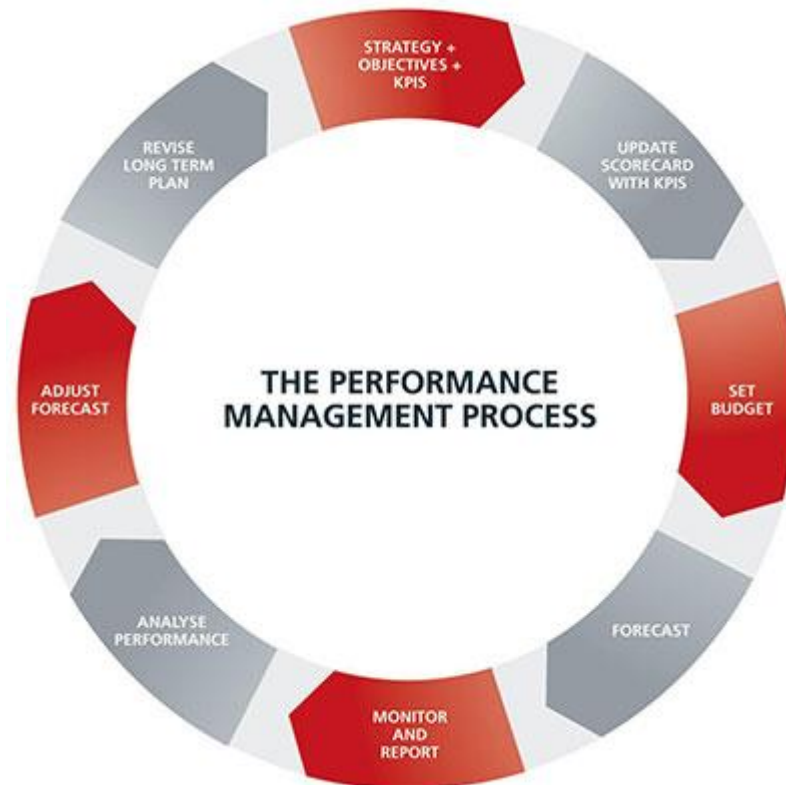 STRATEGY +
OBJECTIVES +
KPIS
UPDATE
SCORECARD
WITH KPIS
SET
BUDGET
FORECAST
MONITOR
AND
REPORT
ANALYSE
PERFORMANCE
ADJUST
FORECAST
REVISE
LONG TERM
PLAN
THE PERFORMANCE
MANAGEMENT PROCESS